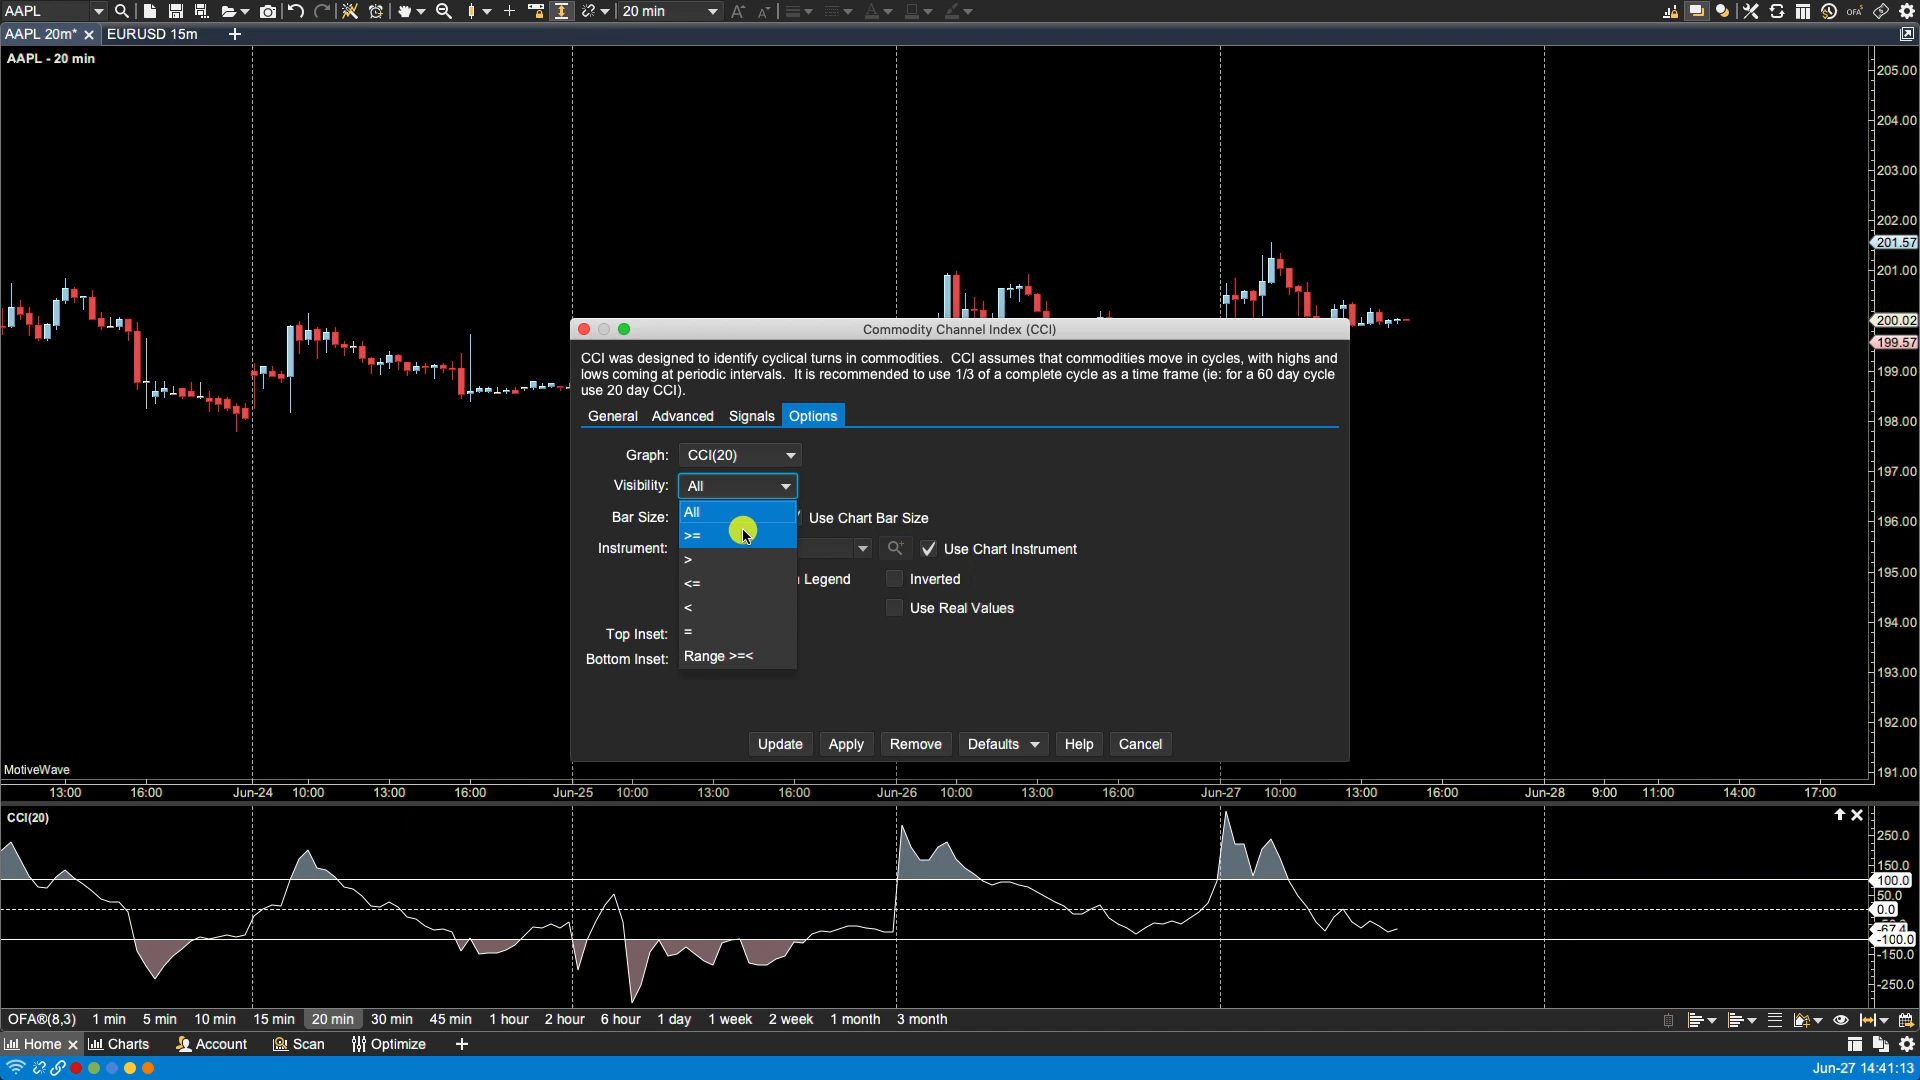 AAPL 20 min OFA
AAPL 20m* EURUSD 15m
AAPL - 20 min
205.00
204.00
203.00
202.00
201.57
201.00
200.02
199.57
199.00
198.00
197.00
196.00
195.00
194.00
193.00
192.00
191.00
Commodity Channel Index (CCI)
CCI was designed to identify cyclical turns in commodities. CCI assumes that commodities move in cycles, with highs and
lows coming at periodic intervals. It is recommended to use 1/3 of a complete cycle as a time frame (ie: for a 60 day cycle
use 20 day CCI).
General Advanced Signals Options
Graph: CCI(20)
Visibility: All
All
Bar Size: Use Chart Bar Size
>=
Instrument: Use Chart Instrument
>
Legend Inverted
<=
< Use Real Values
Top Inset: =
Bottom Inset: Range >=<
Update Apply Remove Defaults Help Cancel
MotiveWave
13:00 16:00 Jun-24 10:00 13:00 16:00 Jun-25 10:00 13:00 16:00 Jun-26 10:00 13:00 16:00 Jun-27 10:00 13:00 16:00 Jun-28 9:00 11:00 14:00 17:00
CCI(20)
250.0
150.0
100.0
50.0
0.0
-67.4
-100.0
-150.0
-250.0
OFA®(8,3) 1 min 5 min 10 min 15 min 20 min 30 min 45 min 1 hour 2 hour 6 hour 1 day 1 week 2 week 1 month 3 month
Home Charts Account Scan Optimize
Jun-27 14:41:13